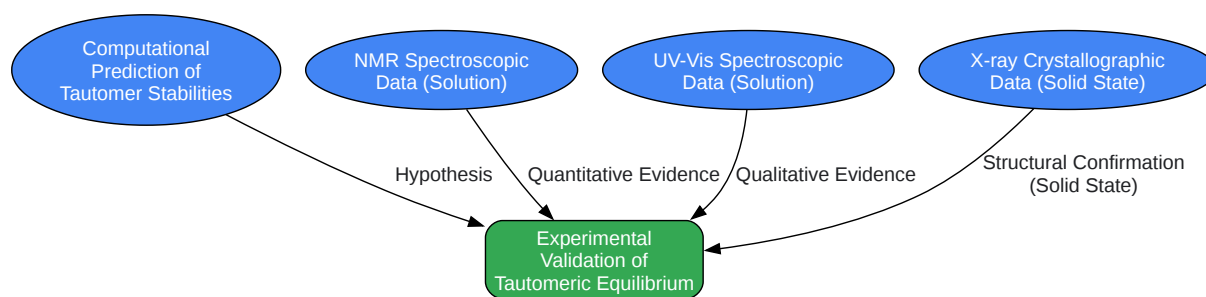 Computational
Prediction of
Tautomer Stabilities
NMR Spectroscopic
Data (Solution)
UV-Vis Spectroscopic
Data (Solution)
X-ray Crystallographic
Data (Solid State)
Hypothesis
Quantitative Evidence
Qualitative Evidence
Structural Confirmation
(Solid State)
Experimental
Validation of
Tautomeric Equilibrium